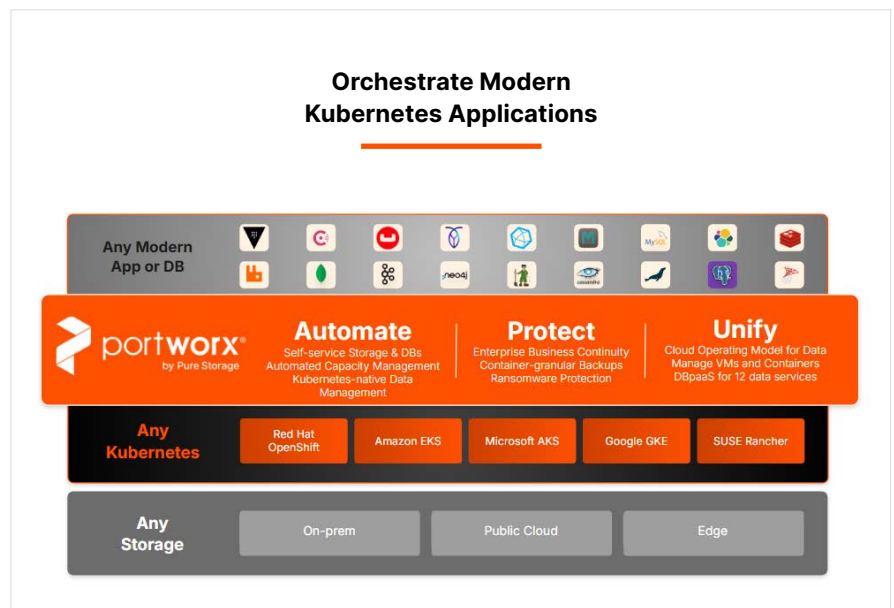 Orchestrate Modern
Kubernetes Applications
Any Modern
App or DB
MySQL
neo4j
cassandra
portworx®
by Pure Storage
Automate
Self-service Storage & DBs
Automated Capacity Management
Kubernetes-native Data
Management
Protect
Enterprise Business Continuity
Container-granular Backups
Ransomware Protection
Unify
Cloud Operating Model for Data
Manage VMs and Containers
DBpaaS for 12 data services
Any
Kubernetes
Red Hat
OpenShift
Amazon EKS
Microsoft AKS
Google GKE
SUSE Rancher
Any
Storage
On-prem
Public Cloud
Edge